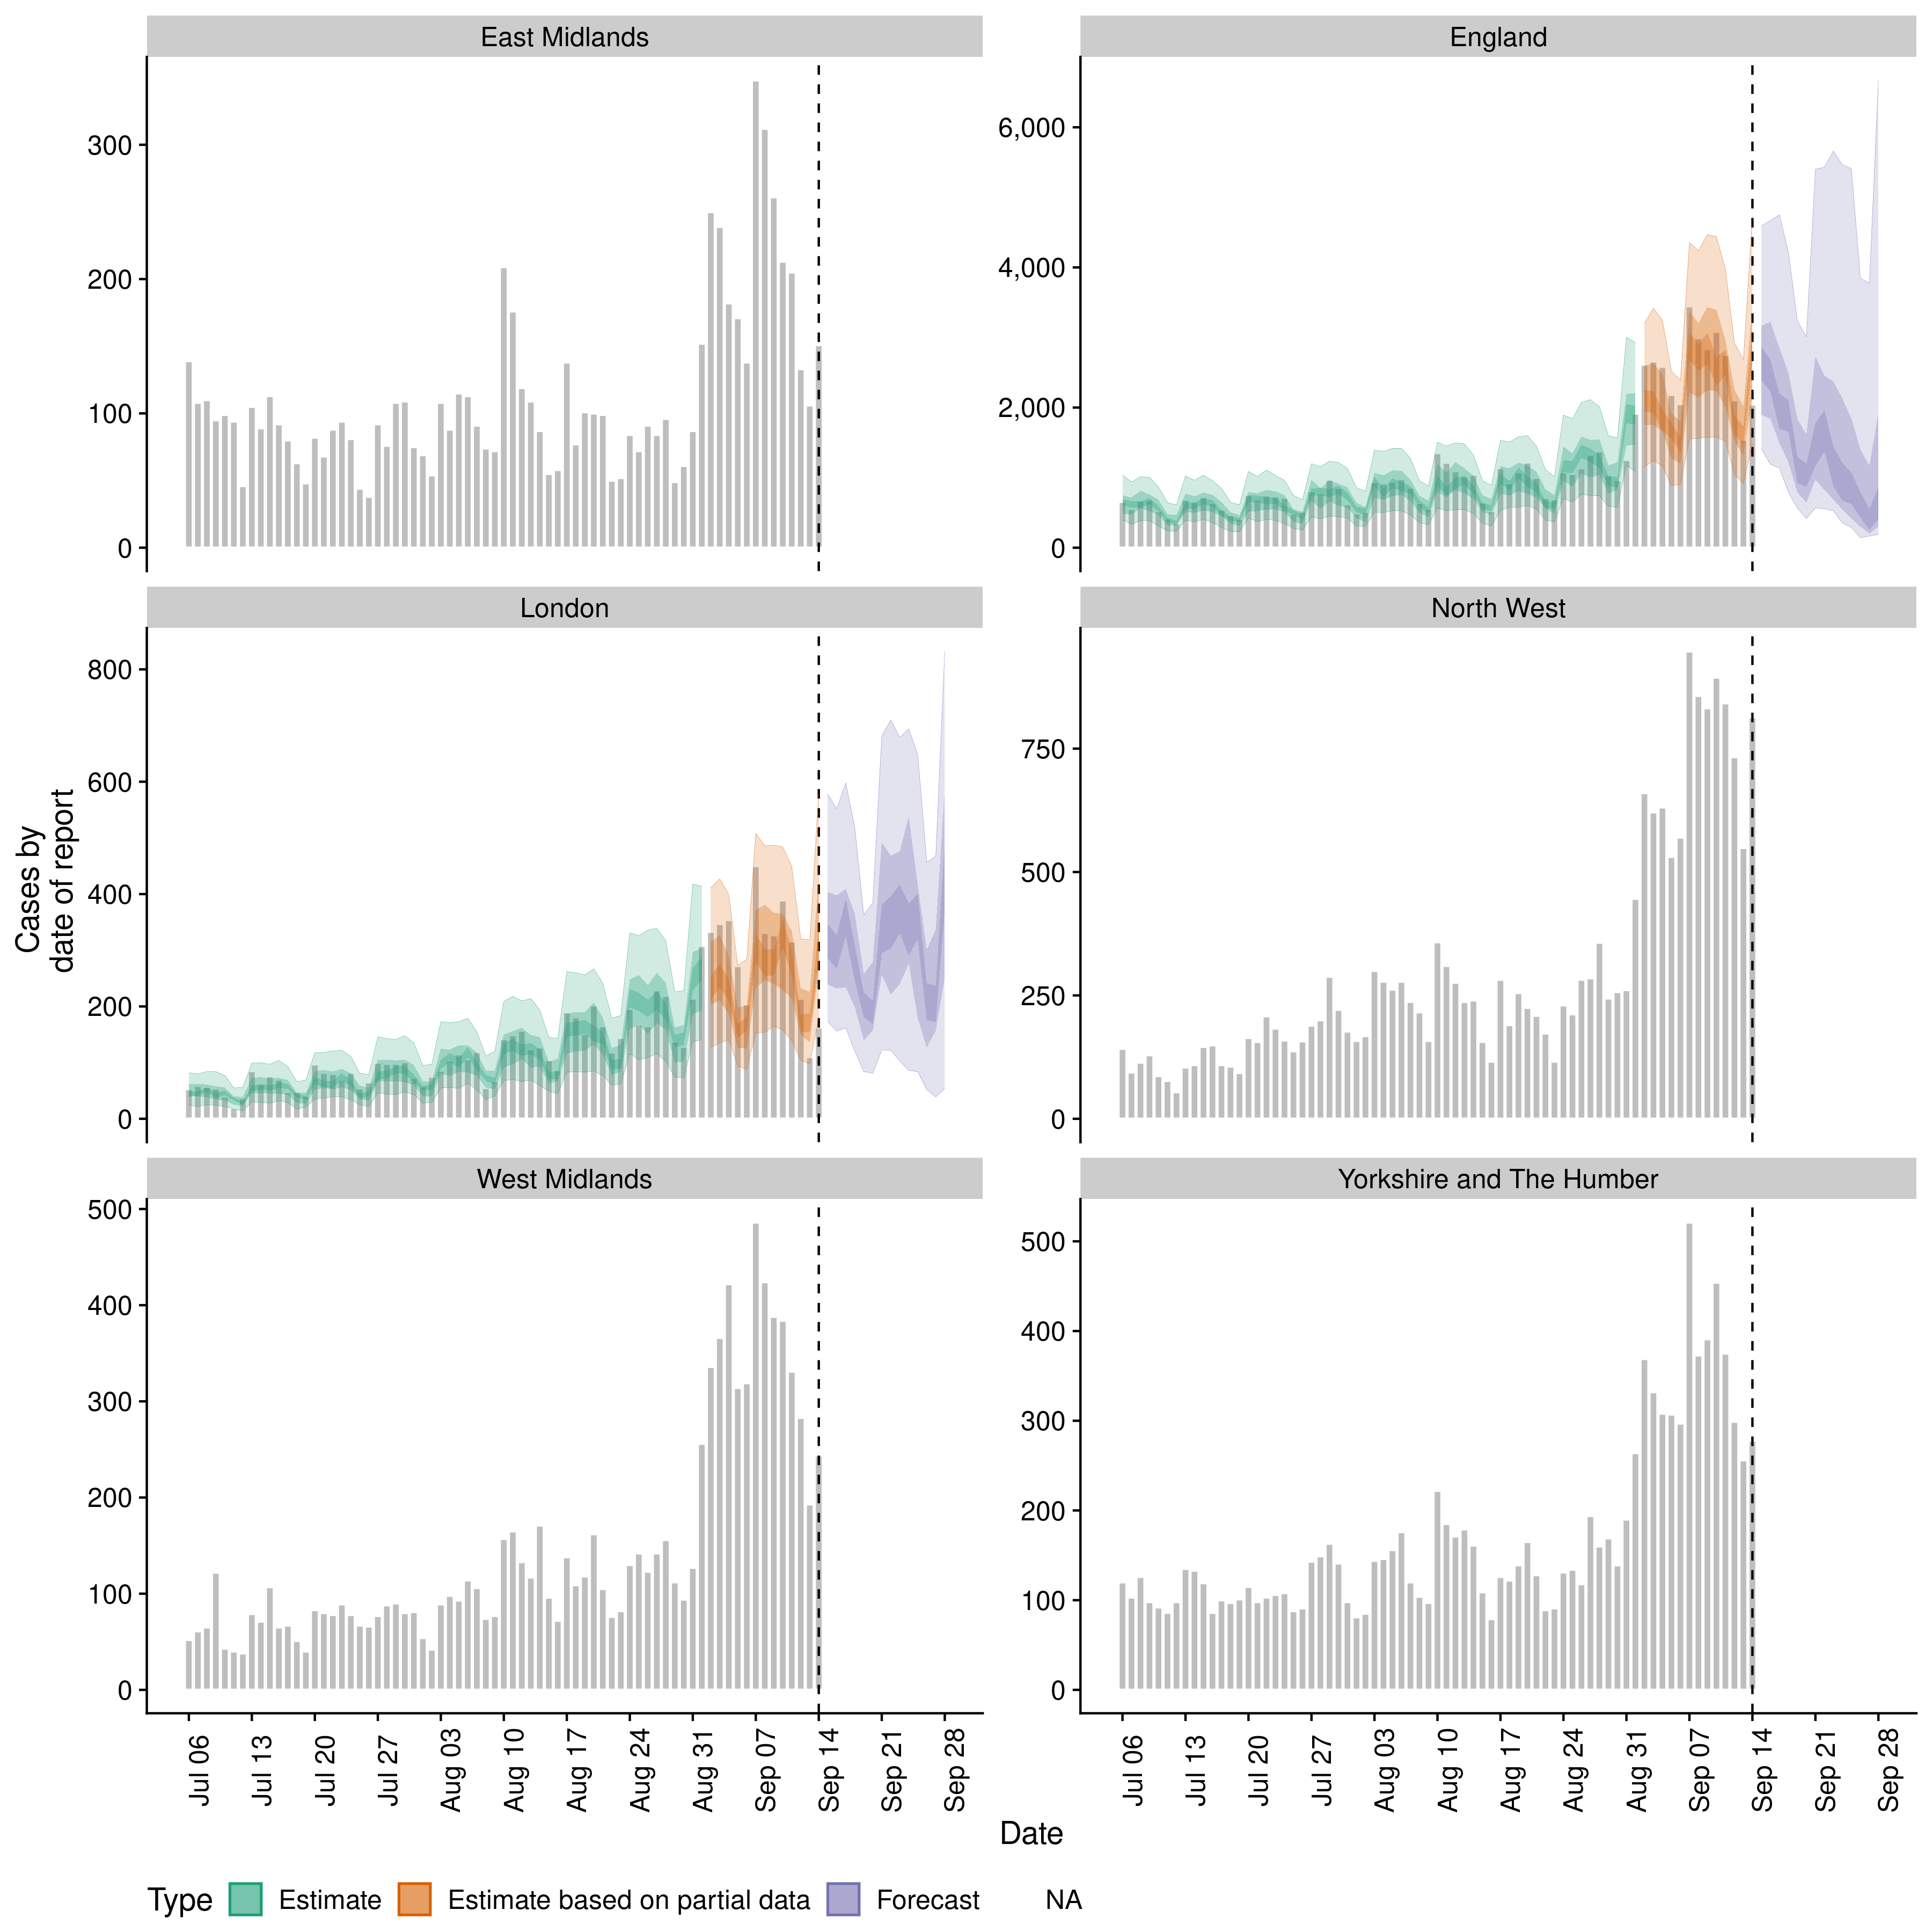 East Midlands
England
300
200
100
0
6,000
4,000
2,000
0
London
North West
Cases by
date of report
800
600
400
200
0
750
500
250
0
West Midlands
Yorkshire and The Humber
500
400
300
200
100
0
500
400
300
200
100
0
Jul 06
Jul 13
Jul 20
Jul 27
Aug 03
Aug 10
Aug 17
Aug 24
Aug 31
Sep 07
Sep 14
Sep 21
Sep 28
Jul 06
Jul 13
Jul 20
Jul 27
Aug 03
Aug 10
Aug 17
Aug 24
Aug 31
Sep 07
Sep 14
Sep 21
Sep 28
Date
Type Estimate Estimate based on partial data Forecast NA